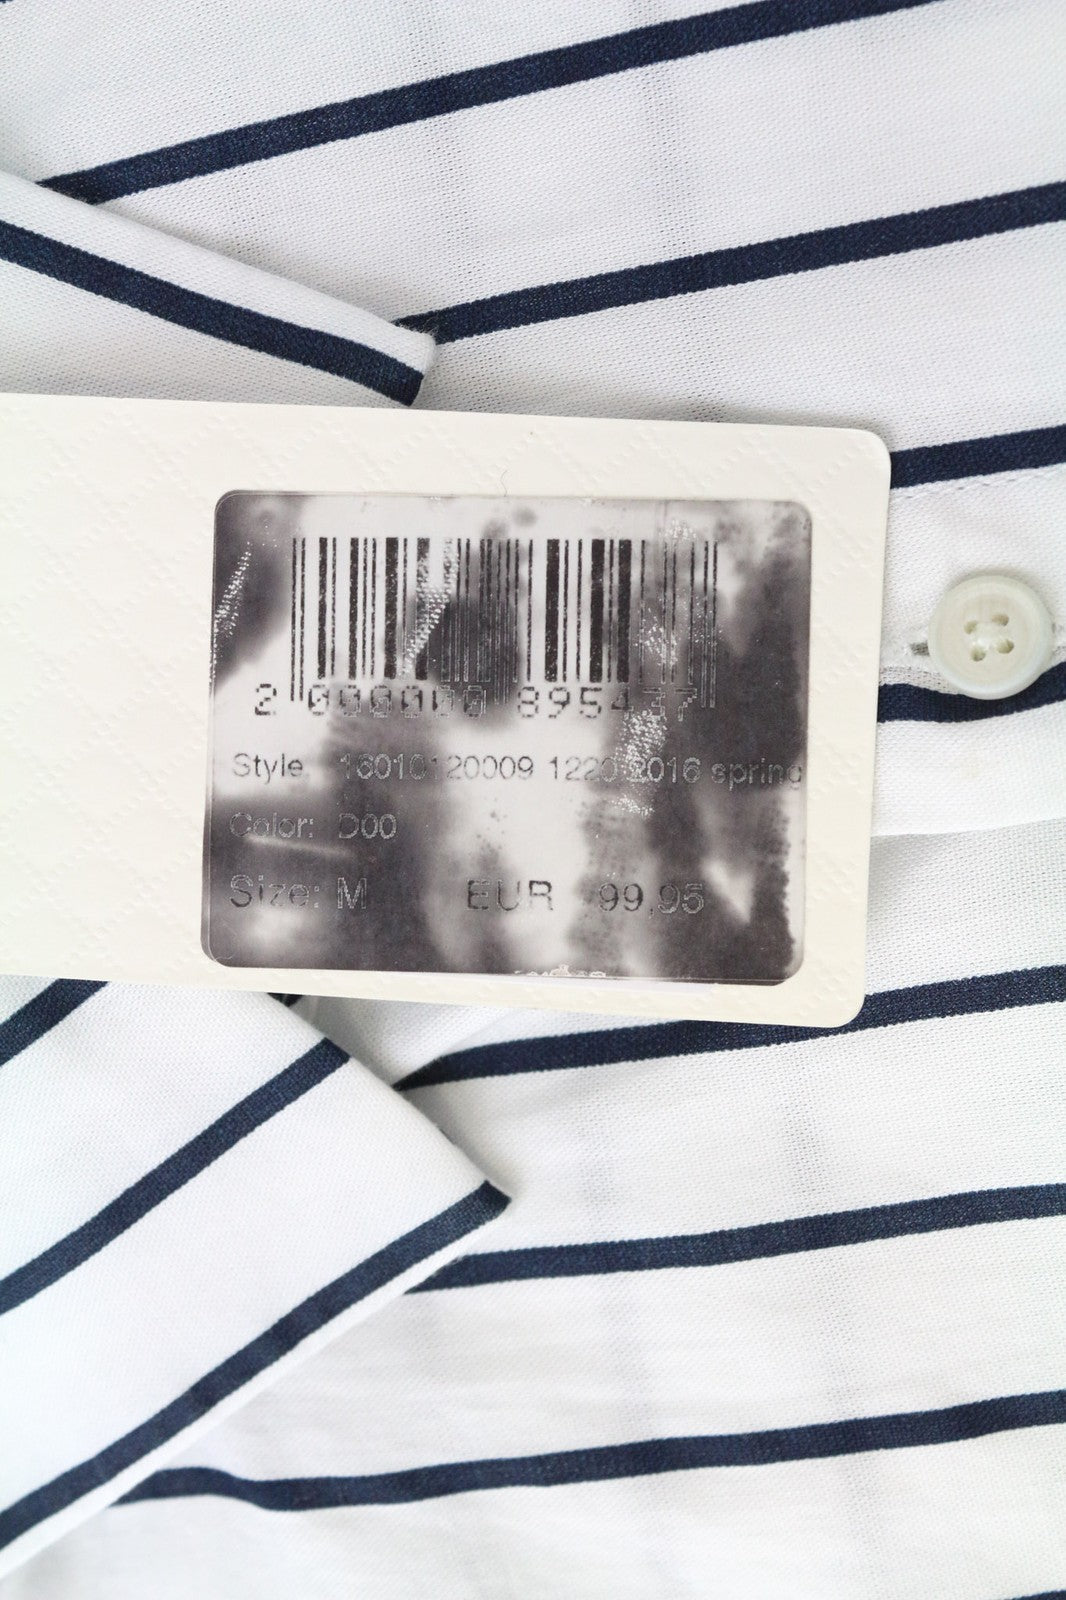 2 000000 895437
Style: 16010120009 1220 2016 spring
Color: D00
Size: M EUR 99,95